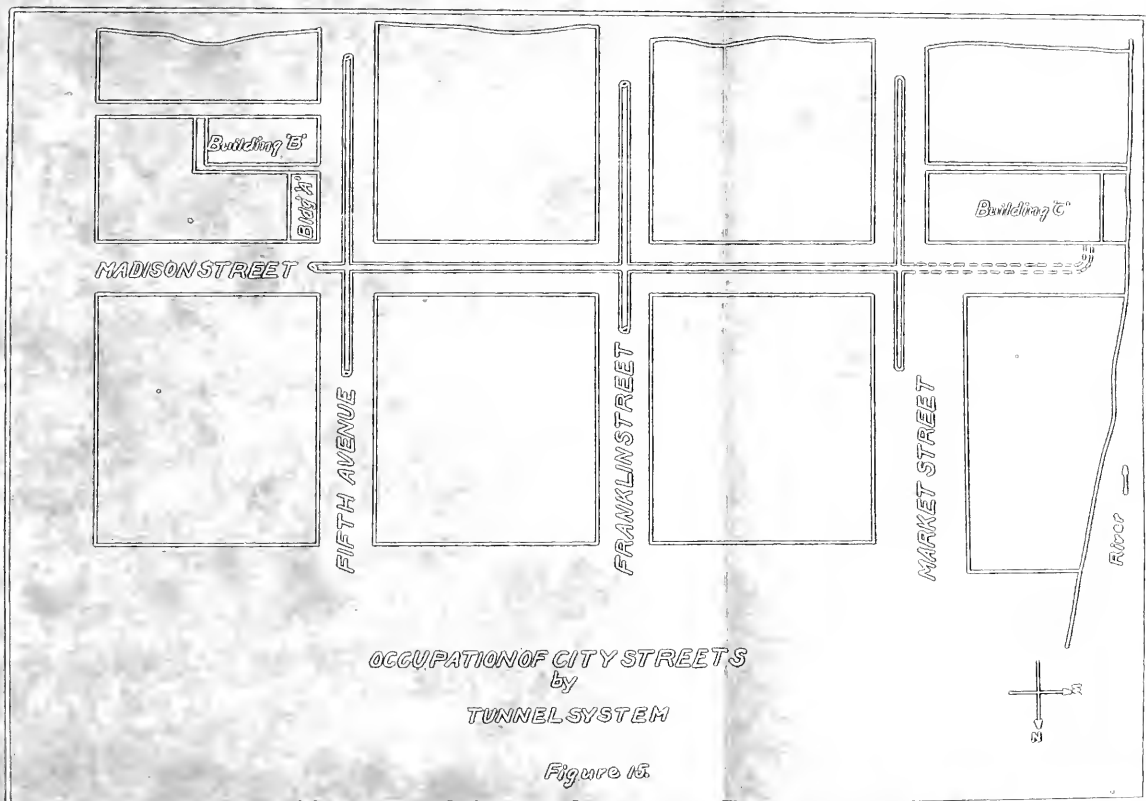 Building 'B'
Bldg 'A'
Building 'C'
MADISON STREET
FIFTH AVENUE
FRANKLIN STREET
MARKET STREET
River
OCCUPATION OF CITY STREETS
by
TUNNEL SYSTEM
N
Figure 15.